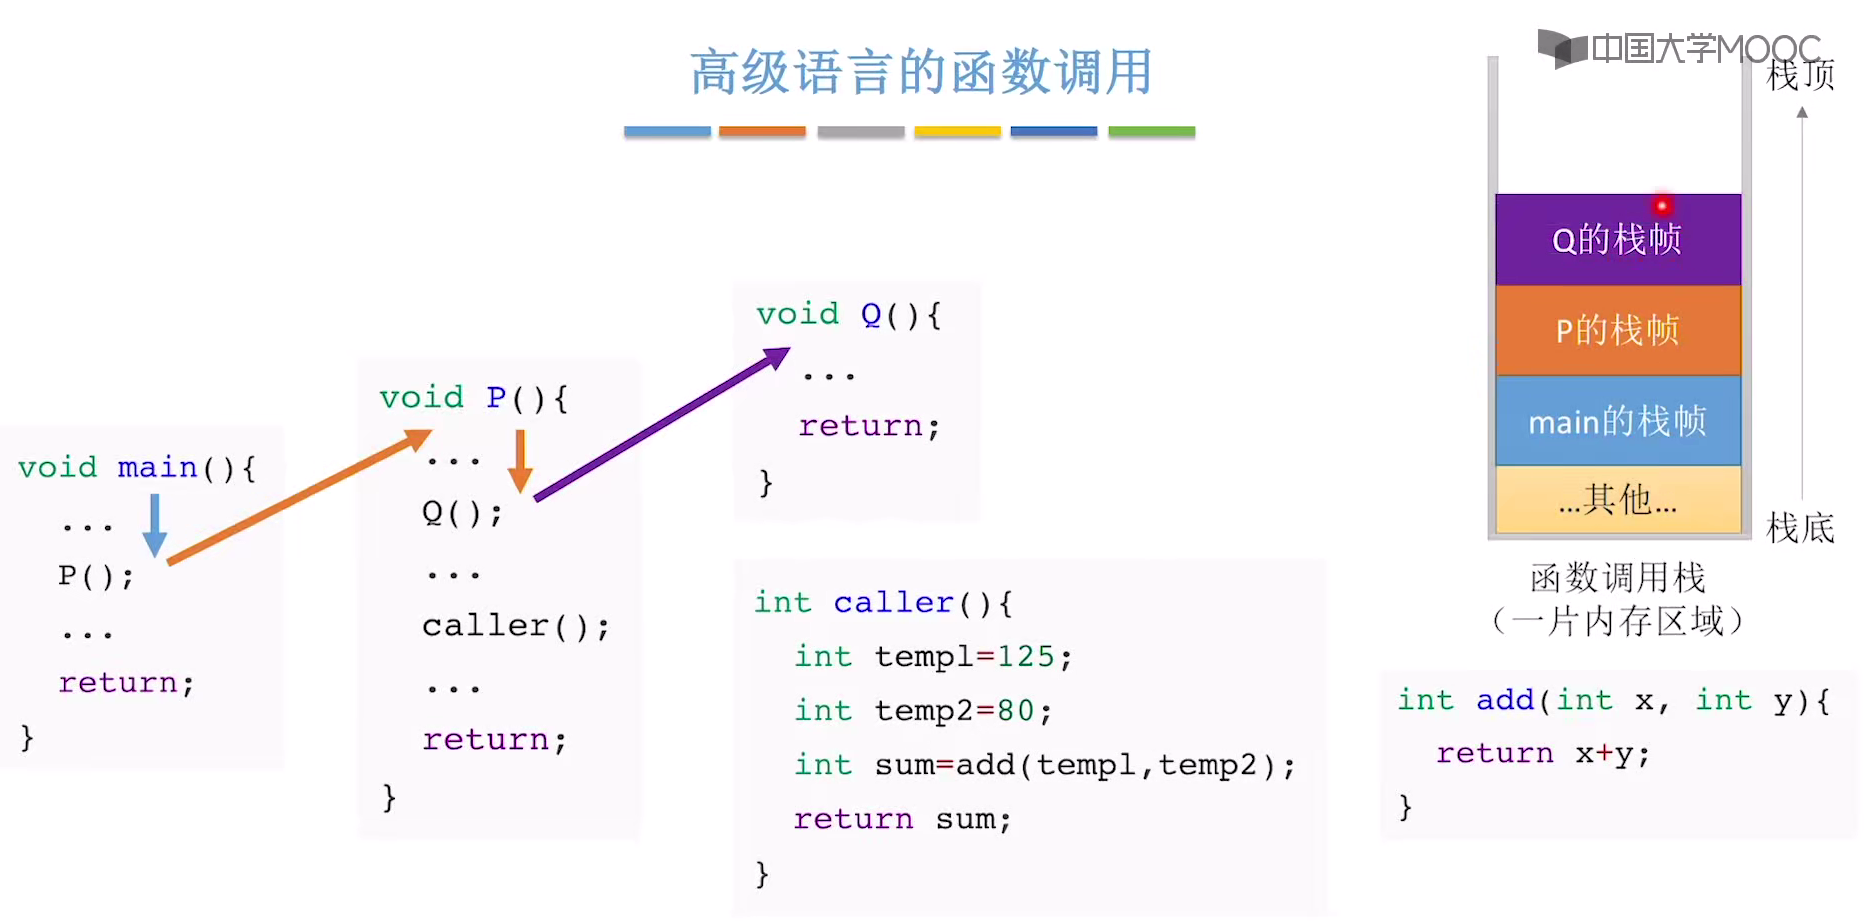 中国大学MOOC
高级语言的函数调用
void main(){
...
P();
...
return;
}
void P(){
...
Q();
...
caller();
...
return;
}
void Q(){
...
return;
}
int caller(){
int templ=125;
int temp2=80;
int sum=add(templ,temp2);
return sum;
}
栈顶
Q的栈帧
P的栈帧
main的栈帧
...其他...
栈底
函数调用栈
（一片内存区域）
int add(int x, int y){
return x+y;
}